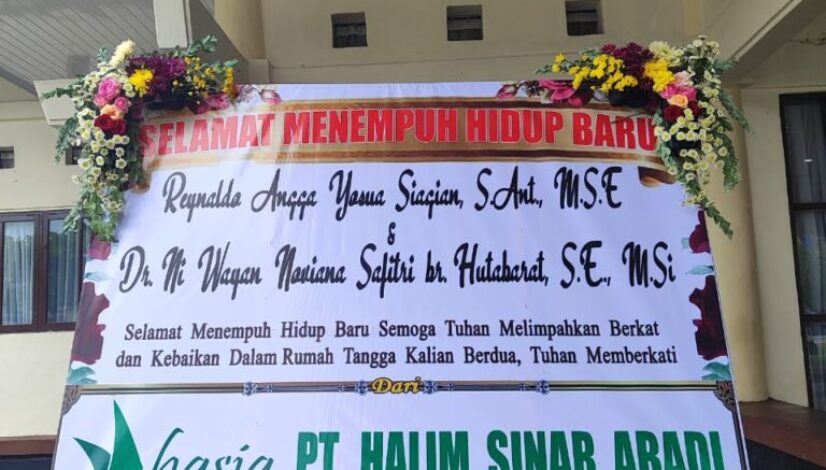 SELAMAT MENEMPUH HIDUP BARU
Reynaldo Angga Yosua Siagian, S.Ant., M.S.E
&
Dr. Ni Wayan Noviana Safitri br. Hutabarat, S.E., M.Si
Selamat Menempuh Hidup Baru Semoga Tuhan Melimpahkan Berkat
dan Kebaikan Dalam Rumah Tangga Kalian Berdua, Tuhan Memberkati
Dari
PT. HALIM SINAR ABADI